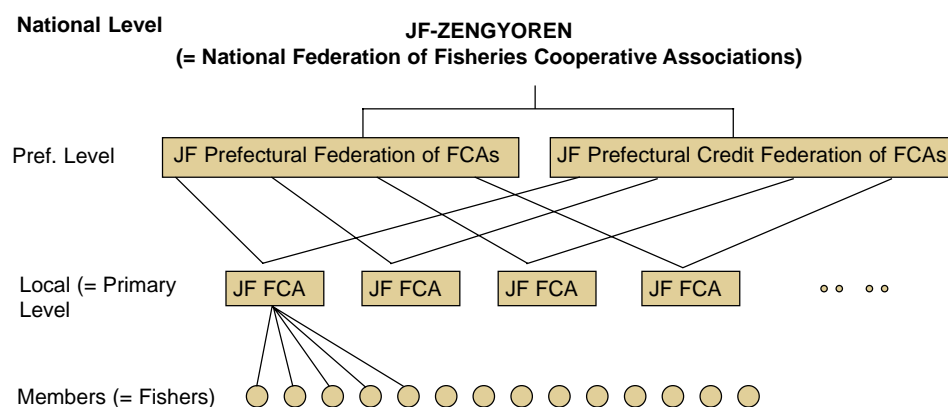 National Level
JF-ZENGYOREN
(= National Federation of Fisheries Cooperative Associations)
Pref. Level
JF Prefectural Federation of FCAs
JF Prefectural Credit Federation of FCAs
Local (= Primary
Level
JF FCA
JF FCA
JF FCA
JF FCA
Members (= Fishers)